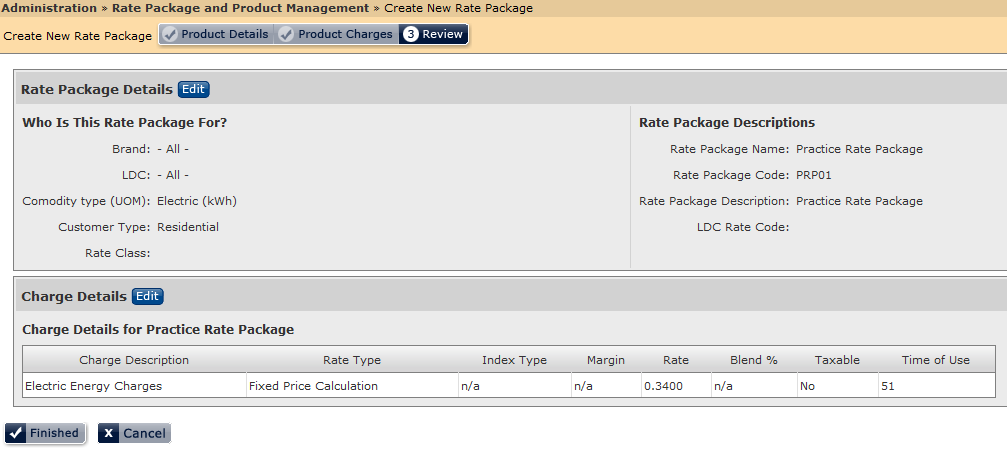 Administration » Rate Package and Product Management » Create New Rate Package
Create New Rate Package Product Details Product Charges 3 Review
Rate Package Details Edit
Who Is This Rate Package For?
Brand: - All -
LDC: - All -
Comodity type (UOM): Electric (kWh)
Customer Type: Residential
Rate Class:
Rate Package Descriptions
Rate Package Name: Practice Rate Package
Rate Package Code: PRP01
Rate Package Description: Practice Rate Package
LDC Rate Code:
Charge Details Edit
Charge Details for Practice Rate Package
Charge Description Rate Type Index Type Margin Rate Blend % Taxable Time of Use
Electric Energy Charges Fixed Price Calculation n/a n/a 0.3400 n/a No 51
Finished X Cancel